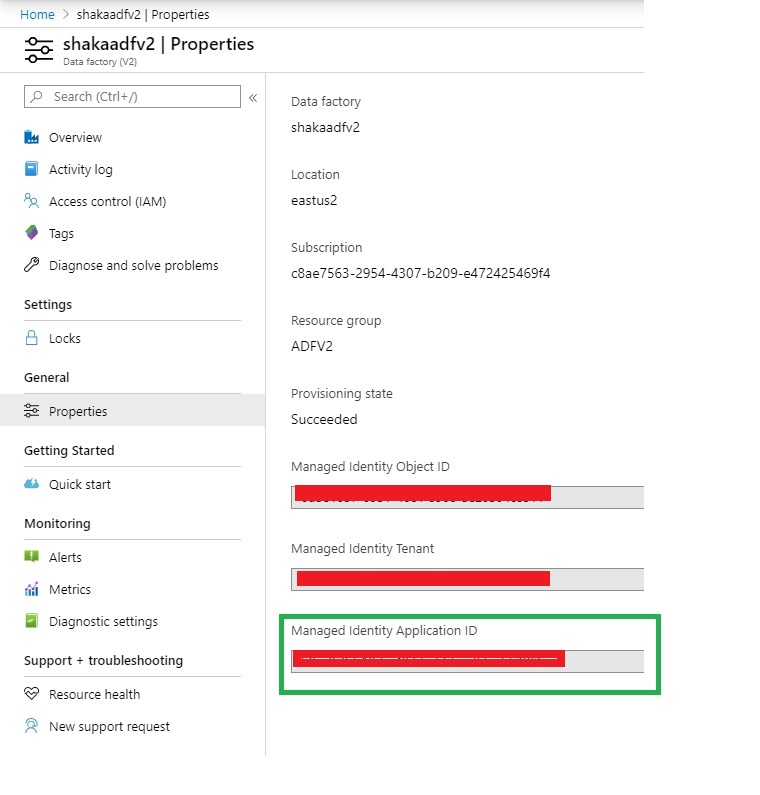 Home > shakaadfv2 | Properties
shakaadfv2 | Properties
Data factory (V2)
Search (Ctrl+/)
«
Overview
Activity log
Access control (IAM)
Tags
Diagnose and solve problems
Settings
Locks
General
Properties
Getting Started
Quick start
Monitoring
Alerts
Metrics
Diagnostic settings
Support + troubleshooting
Resource health
New support request
Data factory
shakaadfv2
Location
eastus2
Subscription
c8ae7563-2954-4307-b209-e472425469f4
Resource group
ADFV2
Provisioning state
Succeeded
Managed Identity Object ID
Managed Identity Tenant
Managed Identity Application ID